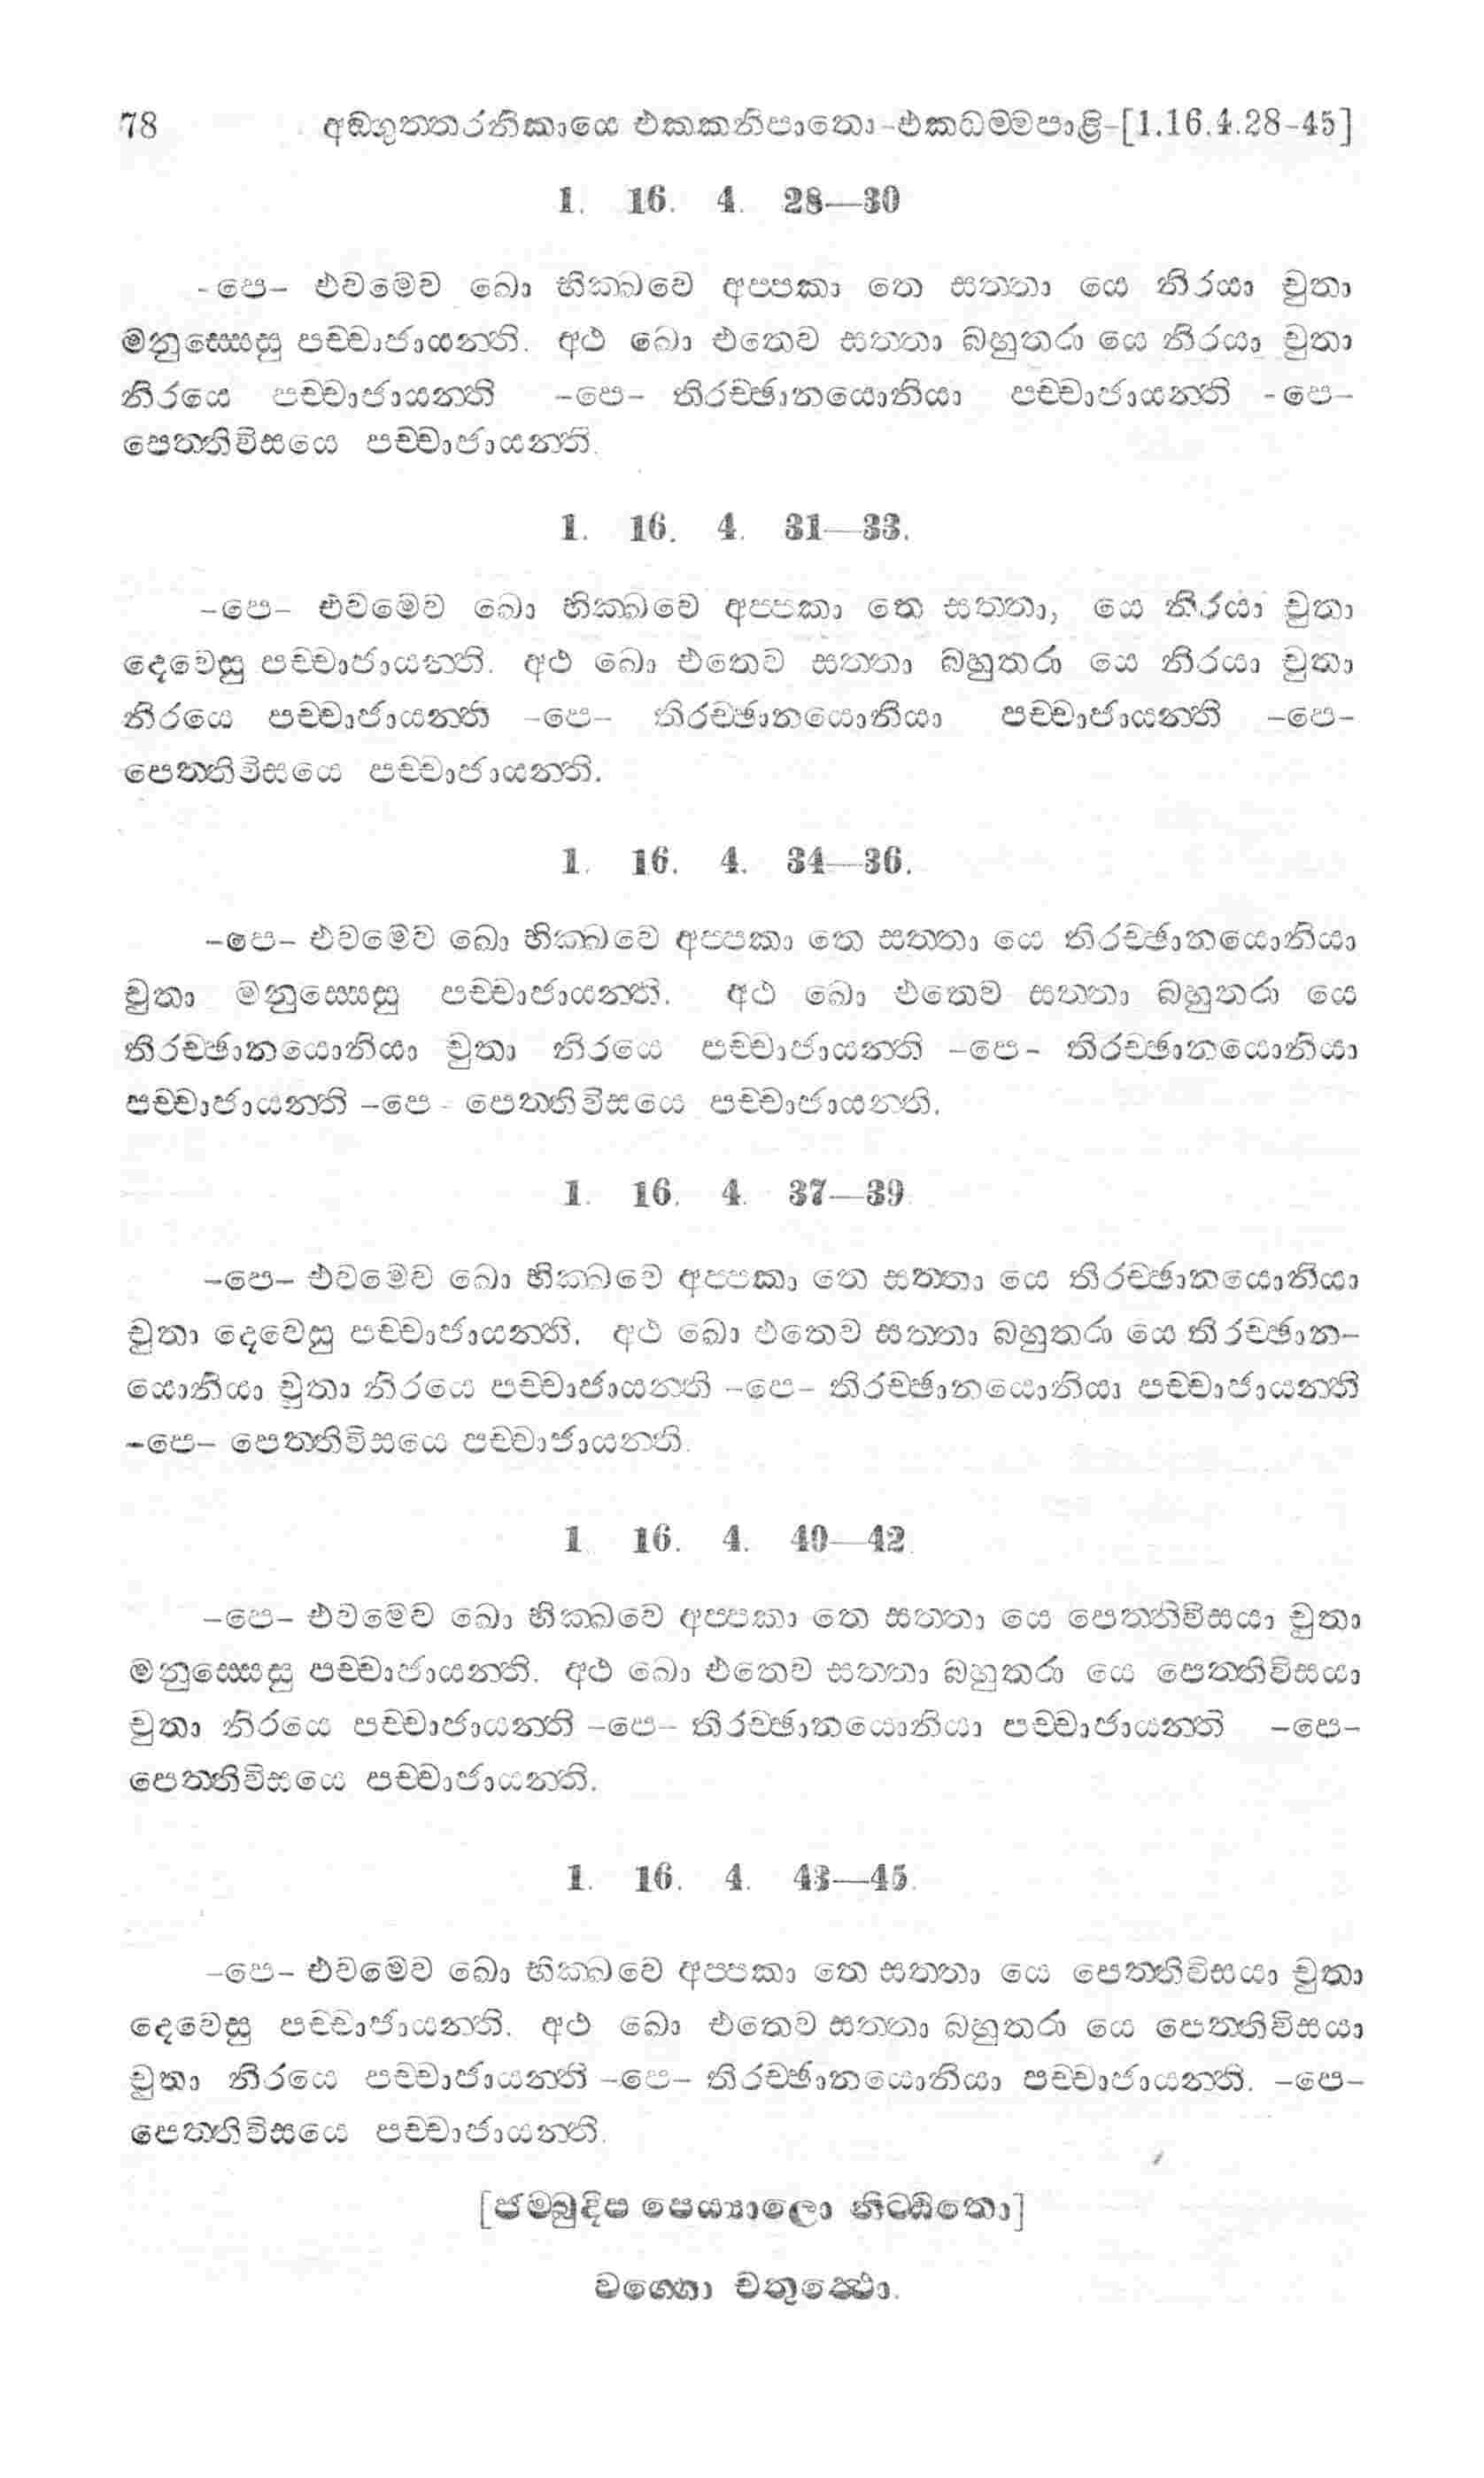 78 අඞ්ගුත්තරනිකායෙ එකකනිපාතො-එකධම්මපාළි-[1.16.4.28-45]
1. 16. 4. 28—30
-පෙ- එවමෙව ඛො භික්ඛවෙ අප්පකා තෙ සත්තා යෙ නිරයා චුතා
මනුස්සෙසු පච්චාජායන්ති. අථ ඛො එතෙව සත්තා බහුතරා යෙ නිරයා චුතා
නිරයෙ පච්චාජායන්ති -පෙ- තිරච්ඡානයොනියා පච්චාජායන්ති -පෙ-
පෙත්තිවිසයෙ පච්චාජායන්ති.
1. 16. 4. 31—33.
-පෙ- එවමෙව ඛො භික්ඛවෙ අප්පකා තෙ සත්තා, යෙ නිරයා චුතා
දෙවෙසු පච්චාජායන්ති. අථ ඛො එතෙව සත්තා බහුතරා යෙ නිරයා චුතා
නිරයෙ පච්චාජායන්ති -පෙ- තිරච්ඡානයොනියා පච්චාජායන්ති -පෙ-
පෙත්තිවිසයෙ පච්චාජායන්ති.
1. 16. 4. 34—36.
-පෙ- එවමෙව ඛො භික්ඛවෙ අප්පකා තෙ සත්තා යෙ තිරච්ඡානයොනියා
චුතා මනුස්සෙසු පච්චාජායන්ති. අථ ඛො එතෙව සත්තා බහුතරා යෙ
තිරච්ඡානයොනියා චුතා නිරයෙ පච්චාජායන්ති -පෙ- තිරච්ඡානයොනියා
පච්චාජායන්ති -පෙ- පෙත්තිවිසයෙ පච්චාජායන්ති.
1. 16. 4. 37—39
-පෙ- එවමෙව ඛො භික්ඛවෙ අප්පකා තෙ සත්තා යෙ තිරච්ඡානයොනියා
චුතා දෙවෙසු පච්චාජායන්ති. අථ ඛො එතෙව සත්තා බහුතරා යෙ තිරච්ඡාන-
යොනියා චුතා නිරයෙ පච්චාජායන්ති -පෙ- තිරච්ඡානයොනියා පච්චාජායන්ති
-පෙ- පෙත්තිවිසයෙ පච්චාජායන්ති.
1. 16. 4. 40—42.
-පෙ- එවමෙව ඛො භික්ඛවෙ අප්පකා තෙ සත්තා යෙ පෙත්තිවිසයා චුතා
මනුස්සෙසු පච්චාජායන්ති. අථ ඛො එතෙව සත්තා බහුතරා යෙ පෙත්තිවිසයා
චුතා නිරයෙ පච්චාජායන්ති -පෙ- තිරච්ඡානයොනියා පච්චාජායන්ති -පෙ-
පෙත්තිවිසයෙ පච්චාජායන්ති.
1. 16. 4. 43—45.
-පෙ- එවමෙව ඛො භික්ඛවෙ අප්පකා තෙ සත්තා යෙ පෙත්තිවිසයා චුතා
දෙවෙසු පච්චාජායන්ති. අථ ඛො එතෙව සත්තා බහුතරා යෙ පෙත්තිවිසයා
චුතා නිරයෙ පච්චාජායන්ති -පෙ- තිරච්ඡානයොනියා පච්චාජායන්ති. -පෙ-
පෙත්තිවිසයෙ පච්චාජායන්ති.
[ජම්බුදීප පෙය්‍යාලො නිට්ඨිතො]
වග්ගො චතුත්ථො.